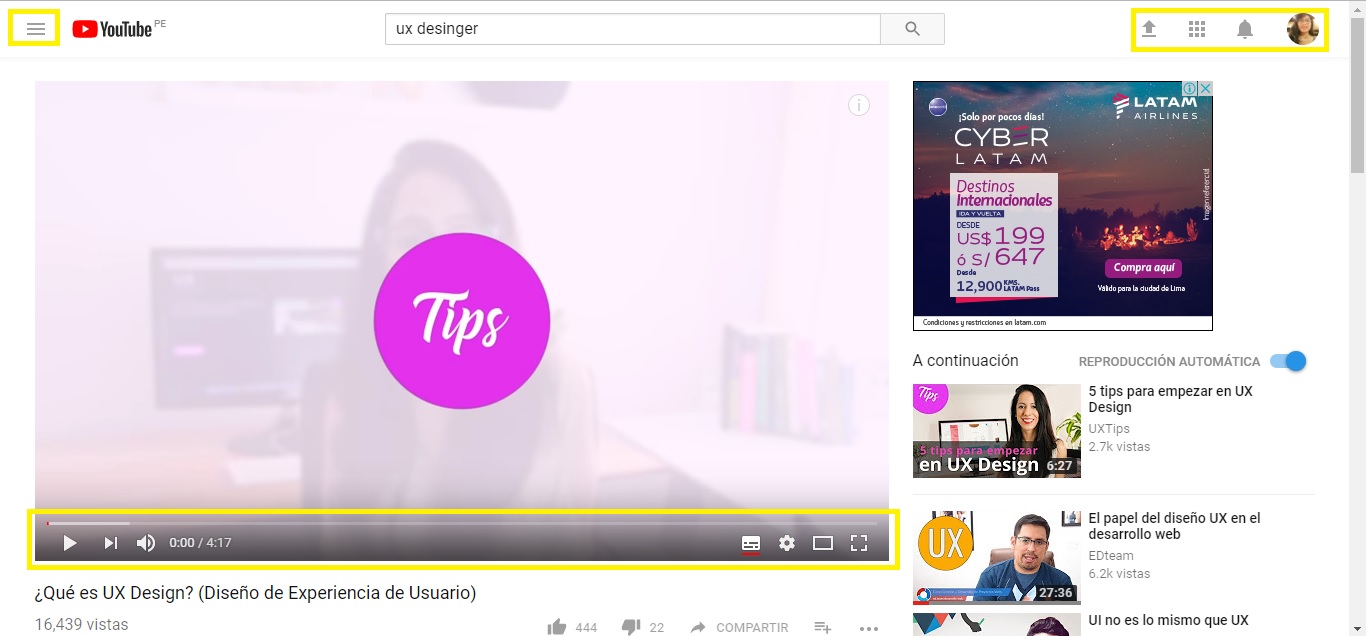 YouTube PE
ux desinger
Tips
0:00 / 4:17
¿Qué es UX Design? (Diseño de Experiencia de Usuario)
16,439 vistas
444
22
COMPARTIR
LATAM
AIRLINES
¡Solo por pocos días!
CYBER
LATAM
Destinos
Internacionales
IDA Y VUELTA
DESDE
US$ 199
ó S/ 647
Desde
12,900 KMS.
LATAM Pass
Imagen referencial
Compra aquí
Válido para la ciudad de Lima
Condiciones y restricciones en latam.com
A continuación
REPRODUCCIÓN AUTOMÁTICA
Tips
5 tips para empezar
en UX Design
6:27
5 tips para empezar en UX
Design
UXTips
2.7k vistas
UX
27:36
El papel del diseño UX en el
desarrollo web
EDteam
6.2k vistas
UI no es lo mismo que UX